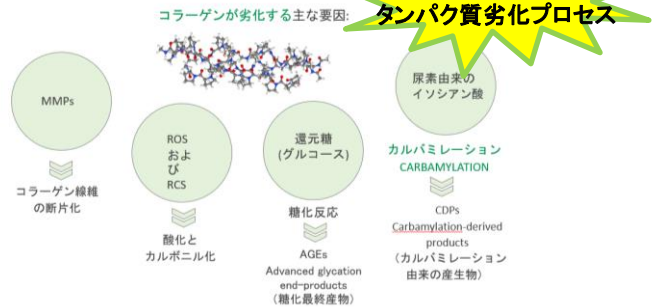 コラーゲンが劣化する主な要因:
タンパク質劣化プロセス
MMPs
コラーゲン線維
の断片化
ROS
およ
び
RCS
酸化と
カルボニル化
還元糖
(グルコース)
糖化反応
AGEs
Advanced glycation
end-products
(糖化最終産物)
尿素由来の
イソシアン酸
カルバミレーション
CARBAMYLATION
CDPs
Carbamylation-derived
products
(カルバミレーション
由来の産生物)